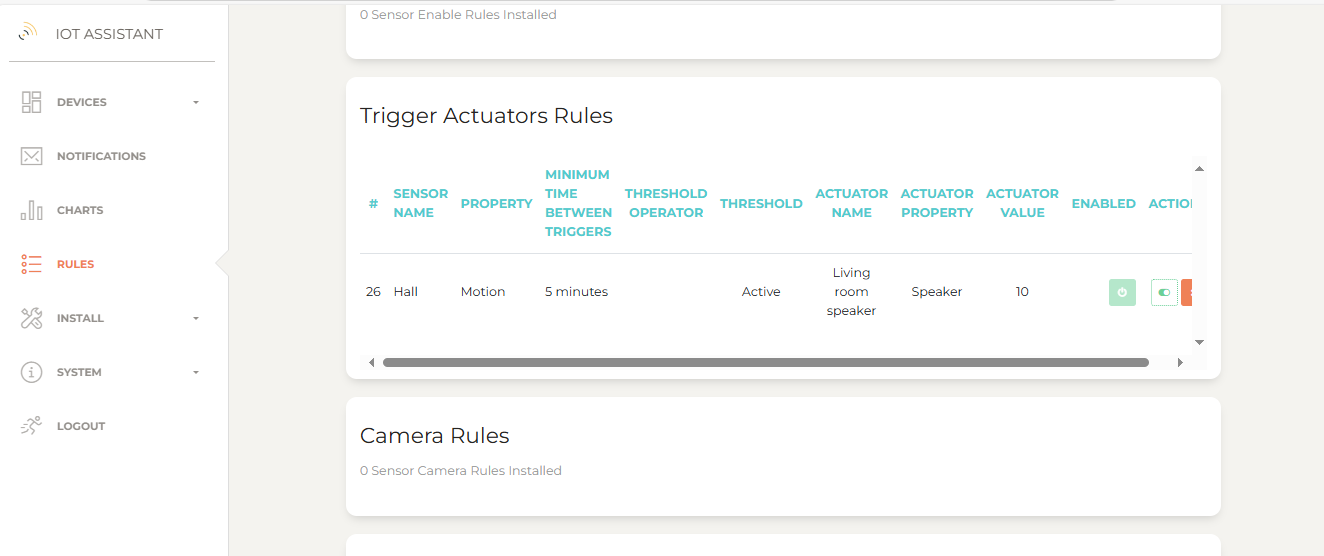 0 Sensor Enable Rules Installed
IOT ASSISTANT
DEVICES
NOTIFICATIONS
CHARTS
RULES
INSTALL
SYSTEM
LOGOUT
Trigger Actuators Rules
#
SENSOR
NAME
PROPERTY
MINIMUM
TIME
BETWEEN
TRIGGERS
THRESHOLD
OPERATOR
THRESHOLD
ACTUATOR
NAME
ACTUATOR
PROPERTY
ACTUATOR
VALUE
ENABLED
26
Hall
Motion
5 minutes
Active
Living
room
speaker
Speaker
10
Camera Rules
0 Sensor Camera Rules Installed